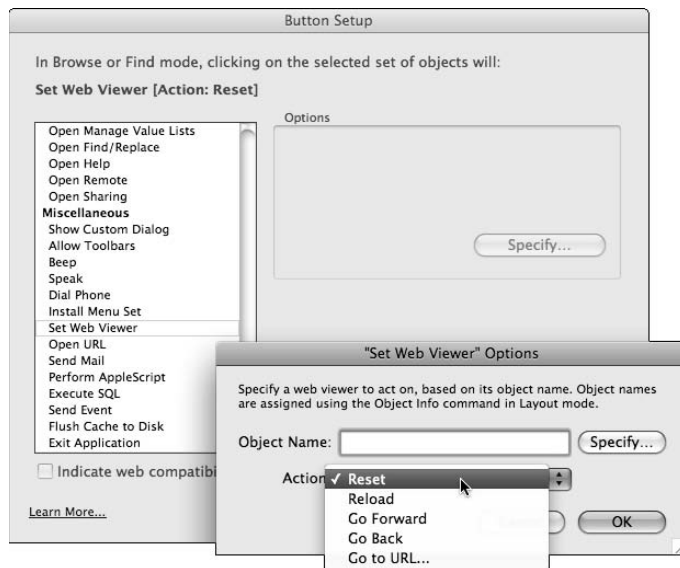 Button Setup
In Browse or Find mode, clicking on the selected set of objects will:
Set Web Viewer [Action: Reset]
Options
Open Manage Value Lists
Open Find/Replace
Open Help
Open Remote
Open Sharing
Miscellaneous
Show Custom Dialog
Allow Toolbars
Beep
Speak
Dial Phone
Install Menu Set
Set Web Viewer
Open URL
Send Mail
Perform AppleScript
Execute SQL
Send Event
Flush Cache to Disk
Exit Application
Specify...
Indicate web compatibi
Learn More...
"Set Web Viewer" Options
Specify a web viewer to act on, based on its object name. Object names
are assigned using the Object Info command in Layout mode.
Object Name:
Specify...
Action
✓ Reset
Reload
Go Forward
Go Back
Go to URL...
OK